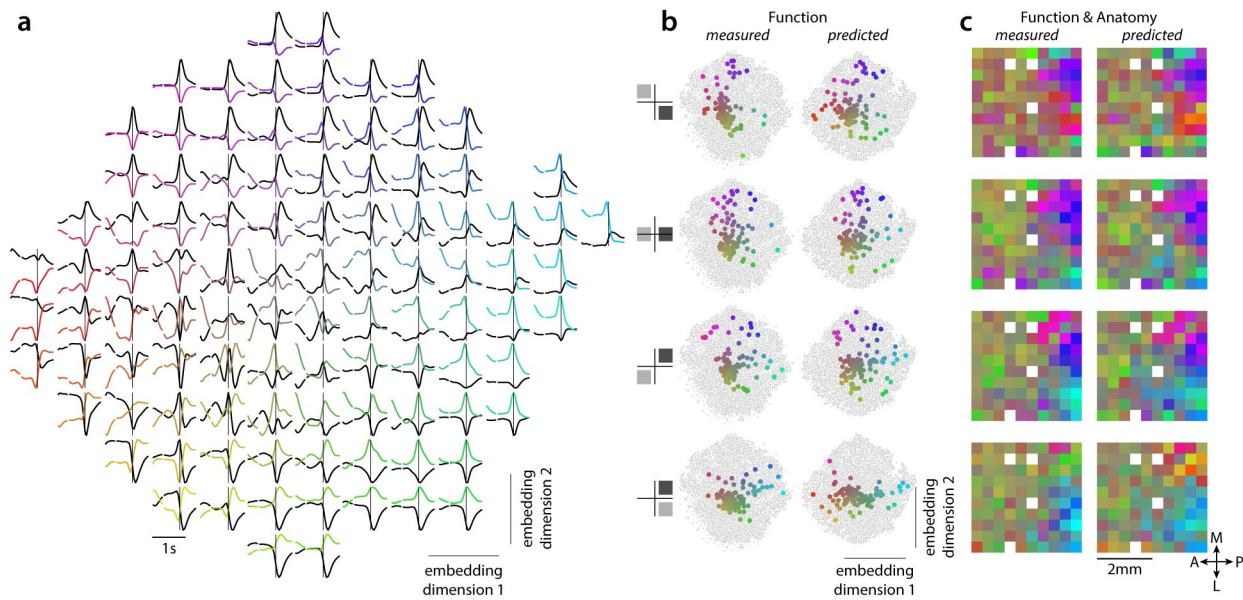 a
1s
embedding
dimension 2
embedding
dimension 1
b
Function
measured
predicted
embedding
dimension 2
embedding
dimension 1
c
Function & Anatomy
measured
predicted
2mm
M
A
P
L